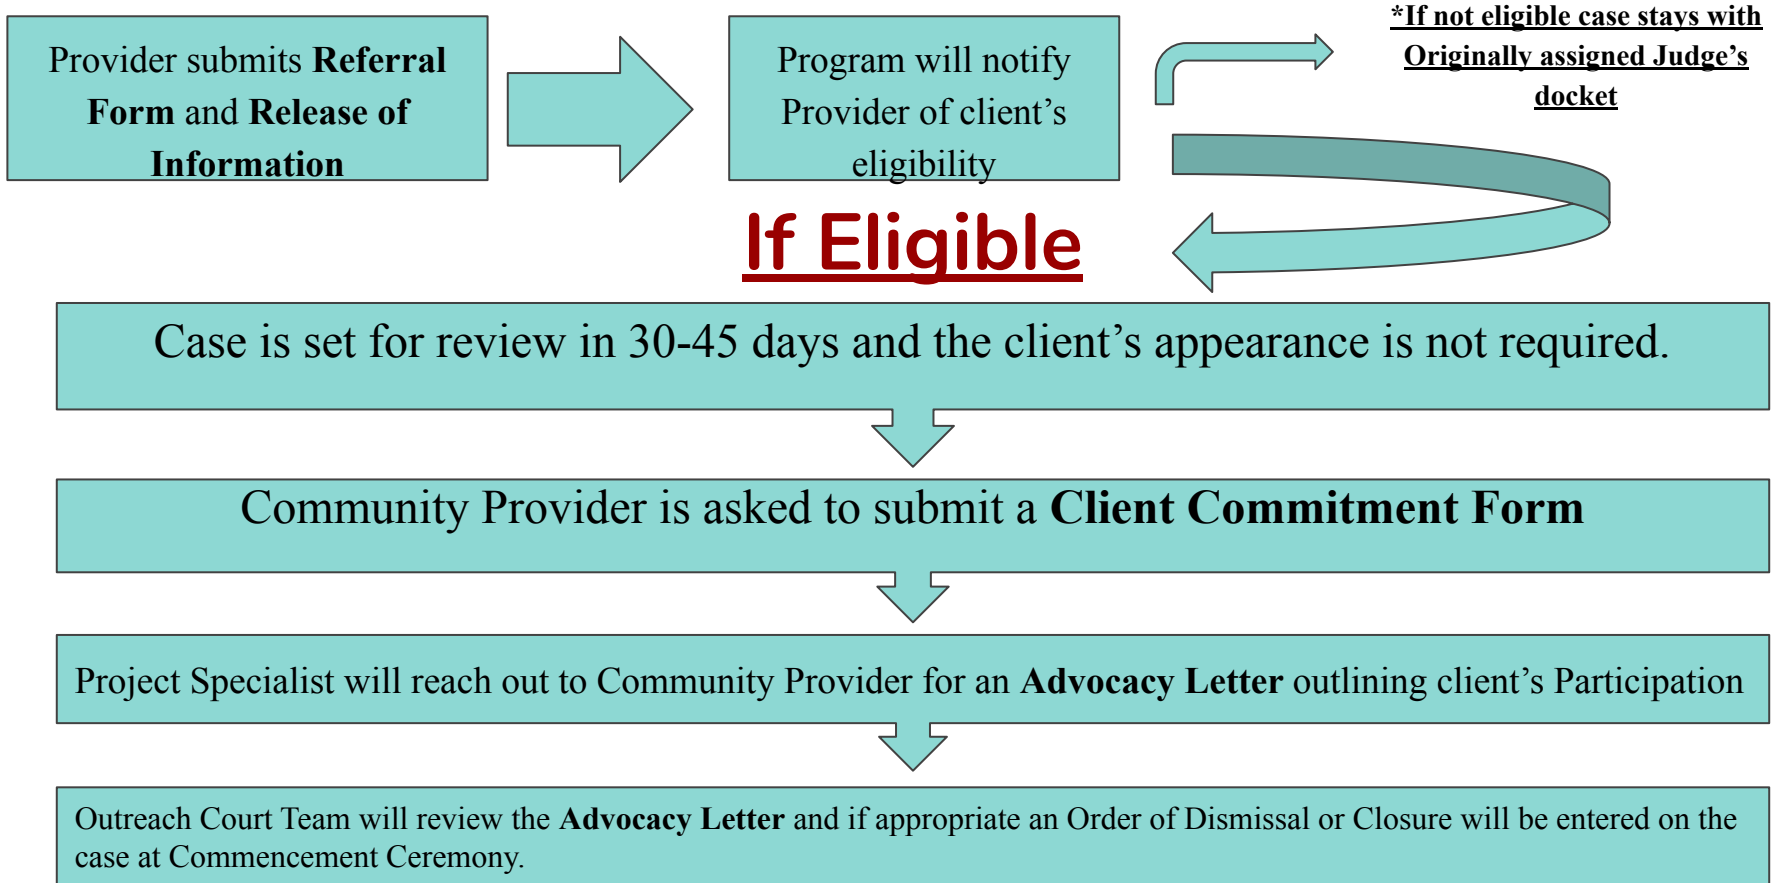 Provider submits Referral
Form and Release of
Information
Program will notify
Provider of client’s
eligibility
*If not eligible case stays with
Originally assigned Judge’s
docket
If Eligible
Case is set for review in 30-45 days and the client’s appearance is not required.
Community Provider is asked to submit a Client Commitment Form
Project Specialist will reach out to Community Provider for an Advocacy Letter outlining client’s Participation
Outreach Court Team will review the Advocacy Letter and if appropriate an Order of Dismissal or Closure will be entered on the
case at Commencement Ceremony.